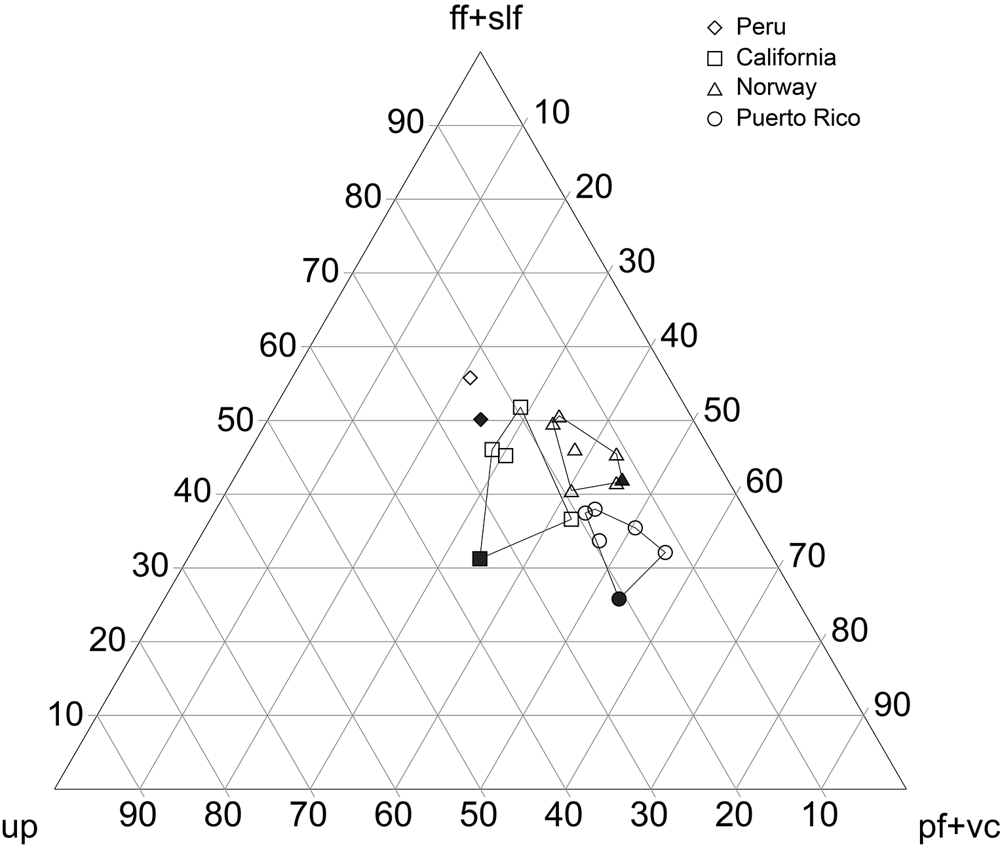 ff+slf
Peru
California
Norway
Puerto Rico
90 10
80 20
70 30
60 40
50 50
40 60
30 70
20 80
10 90
90 80 70 60 50 40 30 20 10
up pf+vc